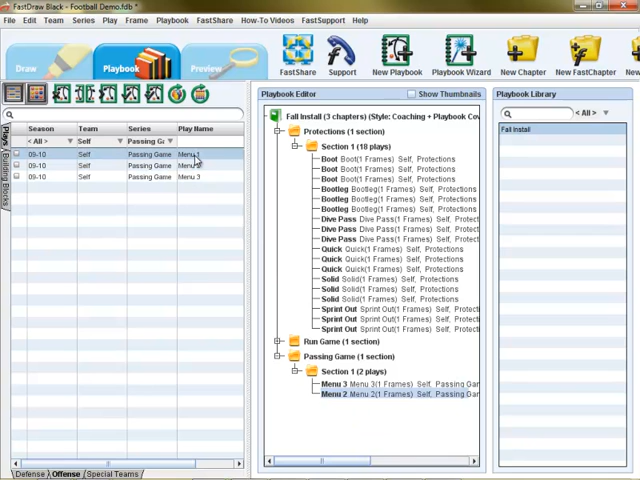 FastDraw Black - Football Demo.fdb *
File Edit Team Series Play Frame Playbook FastShare How-To Videos FastSupport
Draw Playbook Preview FastShare Support New Playbook Playbook Wizard New Chapter New FastChapter New
Playbook Editor Show Thumbnails Playbook Library
Season Team Series Play Name
< All > Self Passing G
09-10 Self Passing Game Menu 1
09-10 Self Passing Game Menu
09-10 Self Passing Game Menu 3
Plays
Building Blocks
Fall Install (3 chapters) (Style: Coaching + Playbook Cov
Protections (1 section)
Section 1 (18 plays)
Boot Boot(1 Frames) Self, Protections
Boot Boot(1 Frames) Self, Protections
Boot Boot(1 Frames) Self, Protections
Bootleg Bootleg(1 Frames) Self, Protections
Bootleg Bootleg(1 Frames) Self, Protections
Bootleg Bootleg(1 Frames) Self, Protections
Dive Pass Dive Pass(1 Frames) Self, Protect
Dive Pass Dive Pass(1 Frames) Self, Protect
Dive Pass Dive Pass(1 Frames) Self, Protect
Quick Quick(1 Frames) Self, Protections
Quick Quick(1 Frames) Self, Protections
Quick Quick(1 Frames) Self, Protections
Solid Solid(1 Frames) Self, Protections
Solid Solid(1 Frames) Self, Protections
Solid Solid(1 Frames) Self, Protections
Sprint Out Sprint Out(1 Frames) Self, Protec
Sprint Out Sprint Out(1 Frames) Self, Protec
Sprint Out Sprint Out(1 Frames) Self, Protec
Run Game (1 section)
Passing Game (1 section)
Section 1 (2 plays)
Menu 3 Menu 3(1 Frames) Self, Passing Gar
Menu 2 Menu 2(1 Frames) Self, Passing Gar
< All >
Fall Install
Defense Offense Special Teams